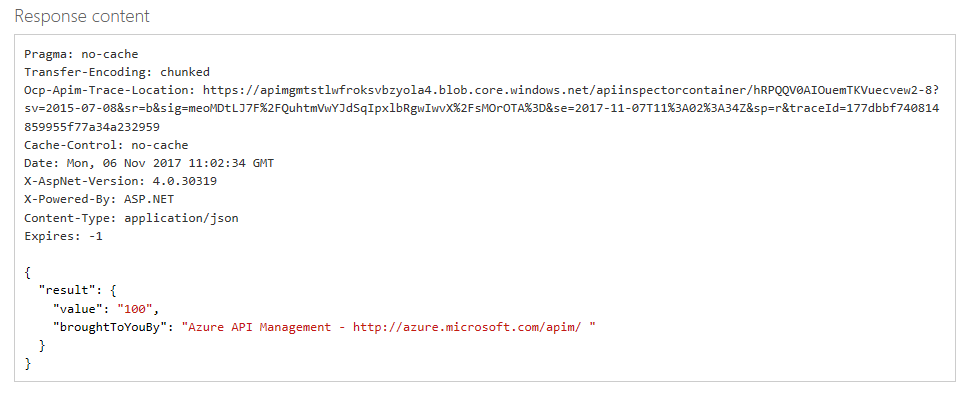 Response content
Pragma: no-cache
Transfer-Encoding: chunked
Ocp-Apim-Trace-Location: https://apimgmtstlwfroksvbzyola4.blob.core.windows.net/apiinspectorcontainer/hRPQQV0AIOuemTKVuecvew2-8?
sv=2015-07-08&sr=b&sig=meoMDtLJ7F%2FQuhtmVwYJdSqIpxlbRgwIwvX%2FsMOrOTA%3D&se=2017-11-07T11%3A02%3A34Z&sp=r&traceId=177dbbf740814
859955f77a34a232959
Cache-Control: no-cache
Date: Mon, 06 Nov 2017 11:02:34 GMT
X-AspNet-Version: 4.0.30319
X-Powered-By: ASP.NET
Content-Type: application/json
Expires: -1
{
"result": {
"value": "100",
"broughtToYouBy": "Azure API Management - http://azure.microsoft.com/apim/ "
}
}